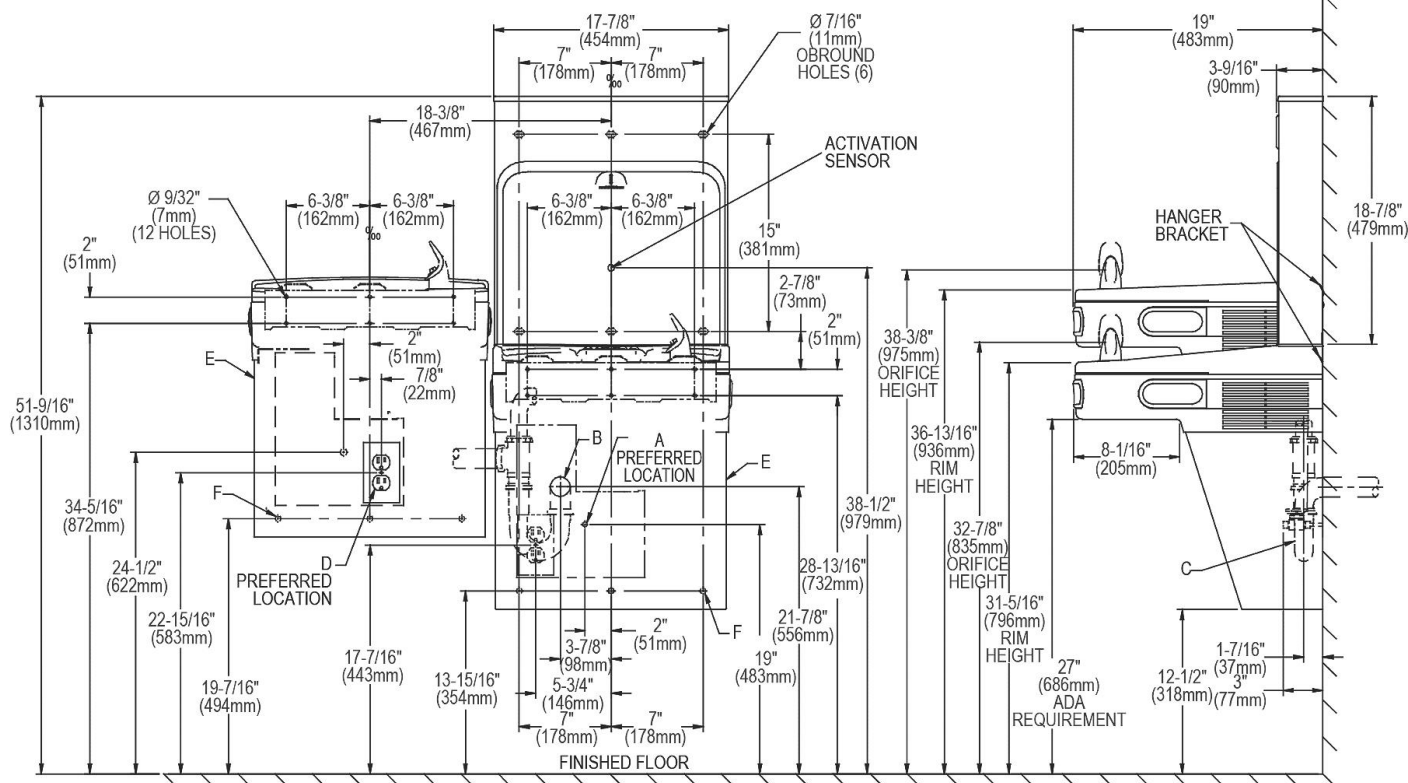 17-7/8"
(454mm)
7"
(178mm)
7"
(178mm)
Ø 7/16"
(11mm)
OBROUND
HOLES (6)
19"
(483mm)
3-9/16"
(90mm)
18-3/8"
(467mm)
ACTIVATION
SENSOR
Ø 9/32"
(7mm)
(12 HOLES)
6-3/8"
(162mm)
6-3/8"
(162mm)
6-3/8"
(162mm)
6-3/8"
(162mm)
15"
(381mm)
HANGER
BRACKET
18-7/8"
(479mm)
2"
(51mm)
2-7/8"
(73mm)
2"
(51mm)
2"
(51mm)
7/8"
(22mm)
E
51-9/16"
(1310mm)
38-3/8"
(975mm)
ORIFICE
HEIGHT
36-13/16"
(936mm)
RIM
HEIGHT
8-1/16"
(205mm)
B
A
PREFERRED
LOCATION
E
F
34-5/16"
(872mm)
38-1/2"
(979mm)
32-7/8"
(835mm)
ORIFICE
HEIGHT
D
PREFERRED
LOCATION
24-1/2"
(622mm)
28-13/16"
(732mm)
C
31-5/16"
(796mm)
RIM
HEIGHT
22-15/16"
(583mm)
21-7/8"
(556mm)
F
2"
(51mm)
3-7/8"
(98mm)
17-7/16"
(443mm)
19"
(483mm)
1-7/16"
(37mm)
3"
(77mm)
12-1/2"
(318mm)
27"
(686mm)
ADA
REQUIREMENT
19-7/16"
(494mm)
13-15/16"
(354mm)
5-3/4"
(146mm)
7"
(178mm)
7"
(178mm)
FINISHED FLOOR